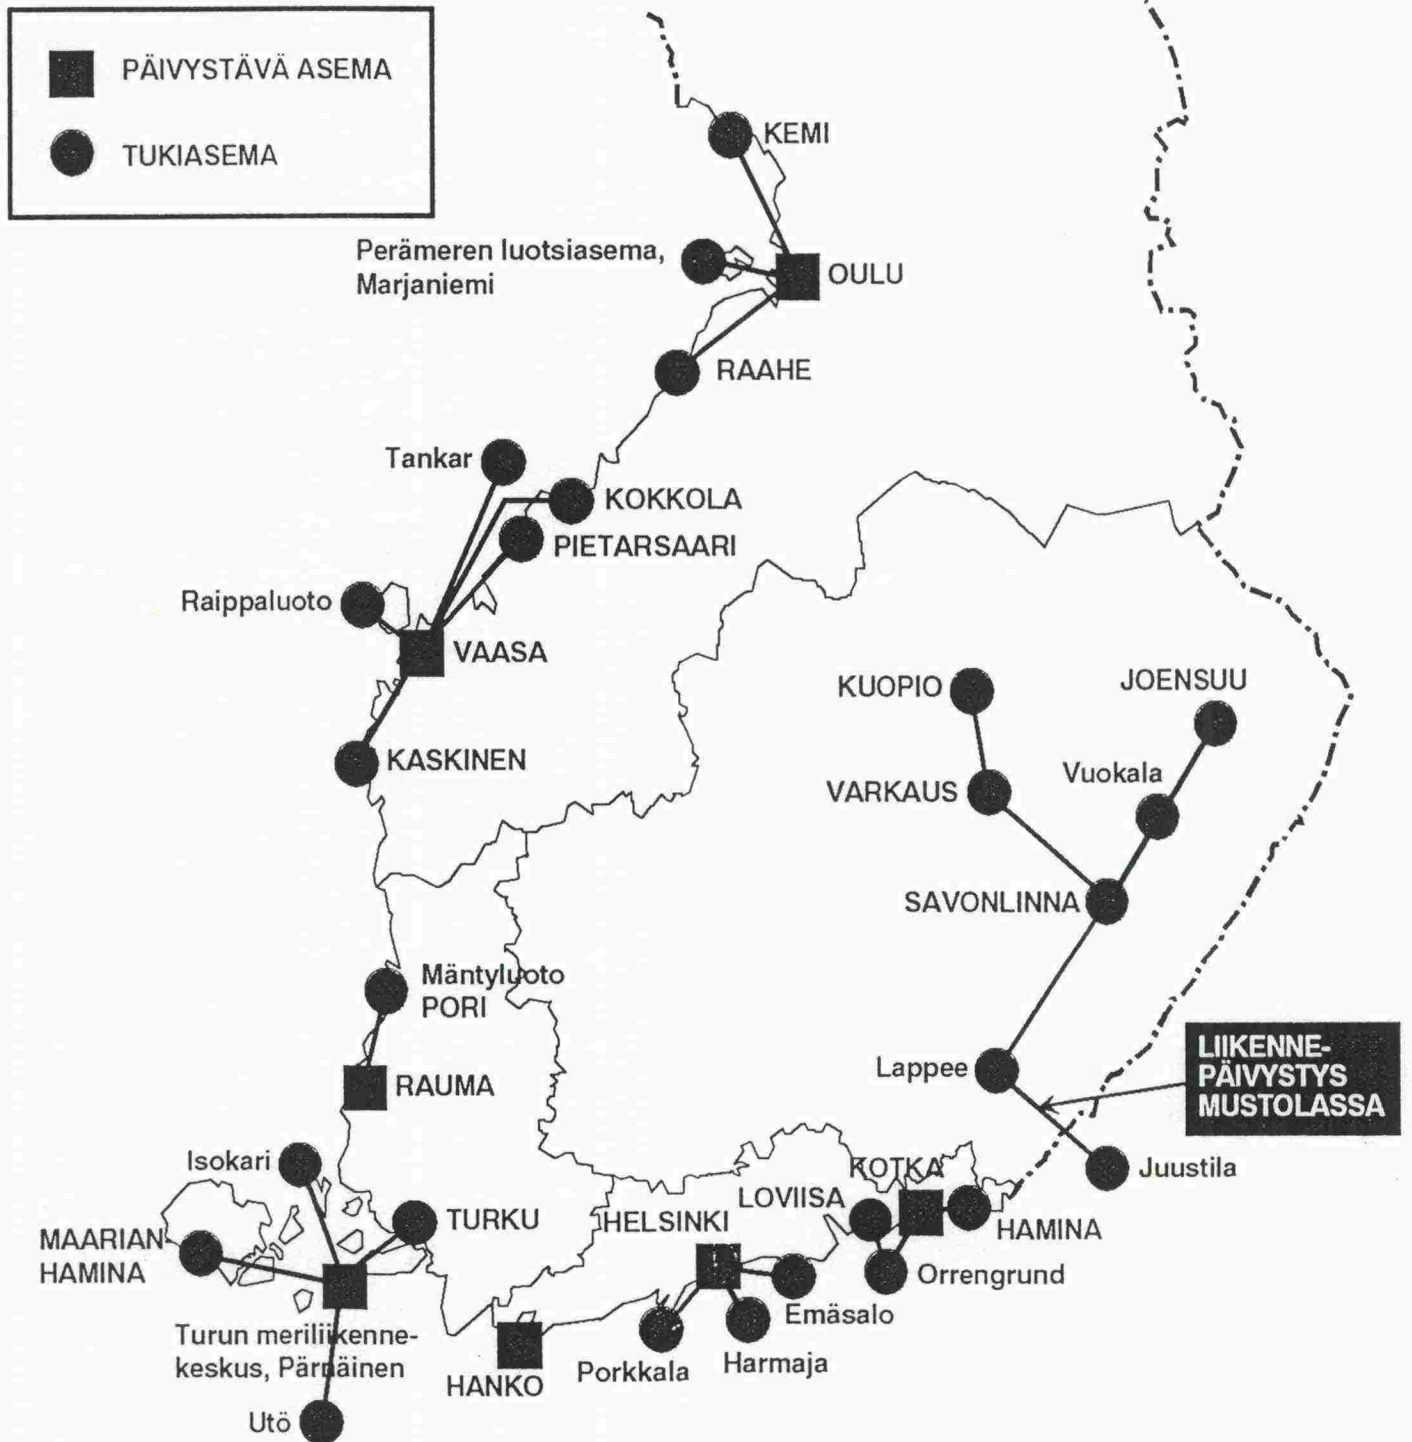 PÄIVYSTÄVÄ ASEMA
TUKIASEMA
KEMI
Perämeren luotsiasema,
Marjaniemi
OULU
RAAHE
Tankar
KOKKOLA
PIETARSAARI
Raippaluoto
VAASA
KASKINEN
KUOPIO
JOENSUU
Vuokala
VARKAUS
SAVONLINNA
Mäntyluoto
PORI
RAUMA
Lappee
LIIKENNE-
PÄIVYSTYS
MUSTOLASSA
Juustila
Isokari
TURKU
MAARIAN
HAMINA
Turun meriliikenne-
keskus, Pärnäinen
Utö
HANKO
HELSINKI
Porkkala
Harmaja
Emäsalo
LOVIISA
KOTKA
HAMINA
Orrengrund